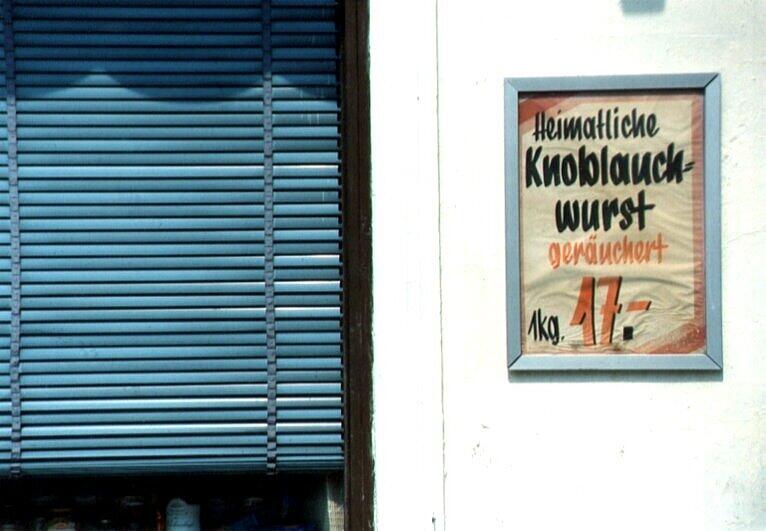 Heimatliche
Knoblauch=
wurst
geräuchert
1kg. 17.-